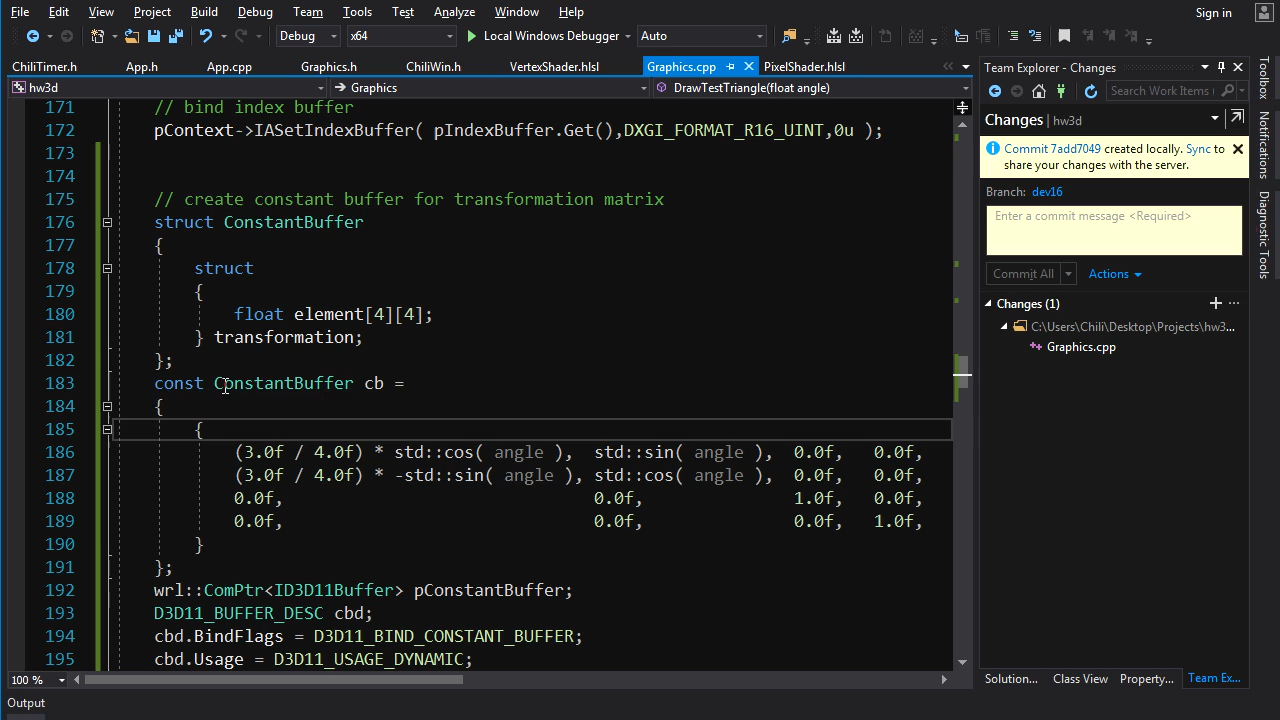 File Edit View Project Build Debug Team Tools Test Analyze Window Help Sign in
Debug x64 Local Windows Debugger Auto
ChiliTimer.h App.h App.cpp Graphics.h ChiliWin.h VertexShader.hlsl Graphics.cpp PixelShader.hlsl
hw3d Graphics DrawTestTriangle(float angle)
171 // bind index buffer
172 pContext->IASetIndexBuffer( pIndexBuffer.Get(),DXGI_FORMAT_R16_UINT,0u );
173
174
175 // create constant buffer for transformation matrix
176 struct ConstantBuffer
177 {
178 struct
179 {
180 float element[4][4];
181 } transformation;
182 };
183 const ConstantBuffer cb =
184 {
185 {
186 (3.0f / 4.0f) * std::cos( angle ), std::sin( angle ), 0.0f, 0.0f,
187 (3.0f / 4.0f) * -std::sin( angle ), std::cos( angle ), 0.0f, 0.0f,
188 0.0f, 0.0f, 1.0f, 0.0f,
189 0.0f, 0.0f, 0.0f, 1.0f,
190 }
191 };
192 wrl::ComPtr<ID3D11Buffer> pConstantBuffer;
193 D3D11_BUFFER_DESC cbd;
194 cbd.BindFlags = D3D11_BIND_CONSTANT_BUFFER;
195 cbd.Usage = D3D11_USAGE_DYNAMIC;
100 %
Output
Team Explorer - Changes
Search Work Items (
Changes | hw3d
Commit 7add7049 created locally. Sync to
share your changes with the server.
Branch: dev16
Enter a commit message <Required>
Commit All Actions
Changes (1)
C:\Users\Chili\Desktop\Projects\hw3...
Graphics.cpp
Solution... Class View Property... Team Ex...
Toolbox
Notifications
Diagnostic Tools